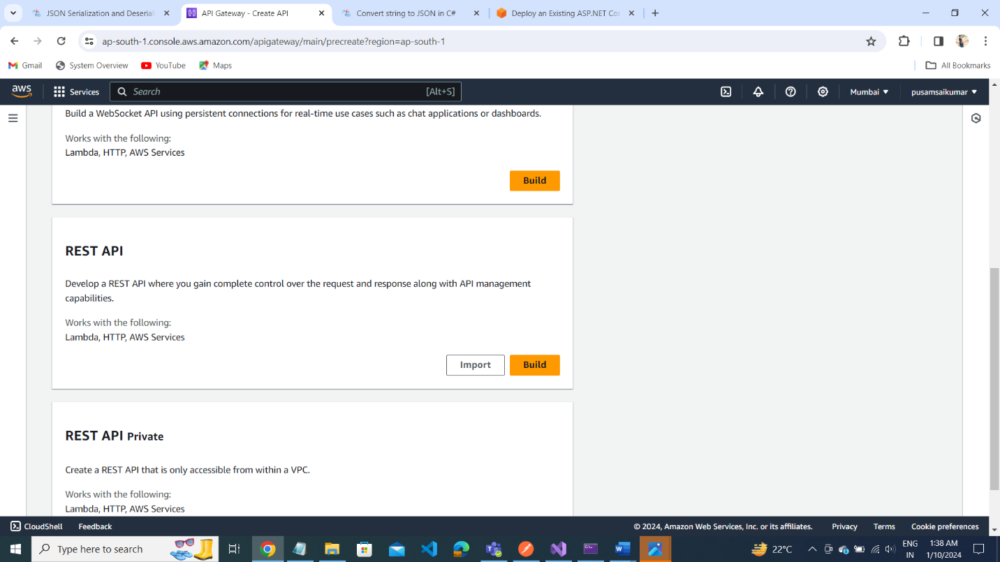 JSON Serialization and Deseriali
API Gateway - Create API
Convert string to JSON in C#
Deploy an Existing ASP.NET Cor
ap-south-1.console.aws.amazon.com/apigateway/main/precreate?region=ap-south-1
Gmail
System Overview
YouTube
Maps
All Bookmarks
aws
Services
Search
[Alt+S]
Mumbai
pusamsaikumar
Build a WebSocket API using persistent connections for real-time use cases such as chat applications or dashboards.
Works with the following:
Lambda, HTTP, AWS Services
Build
REST API
Develop a REST API where you gain complete control over the request and response along with API management
capabilities.
Works with the following:
Lambda, HTTP, AWS Services
Import
Build
REST API Private
Create a REST API that is only accessible from within a VPC.
Works with the following:
Lambda, HTTP, AWS Services
CloudShell
Feedback
© 2024, Amazon Web Services, Inc. or its affiliates.
Privacy
Terms
Cookie preferences
Type here to search
22°C
ENG
IN
1:38 AM
1/10/2024